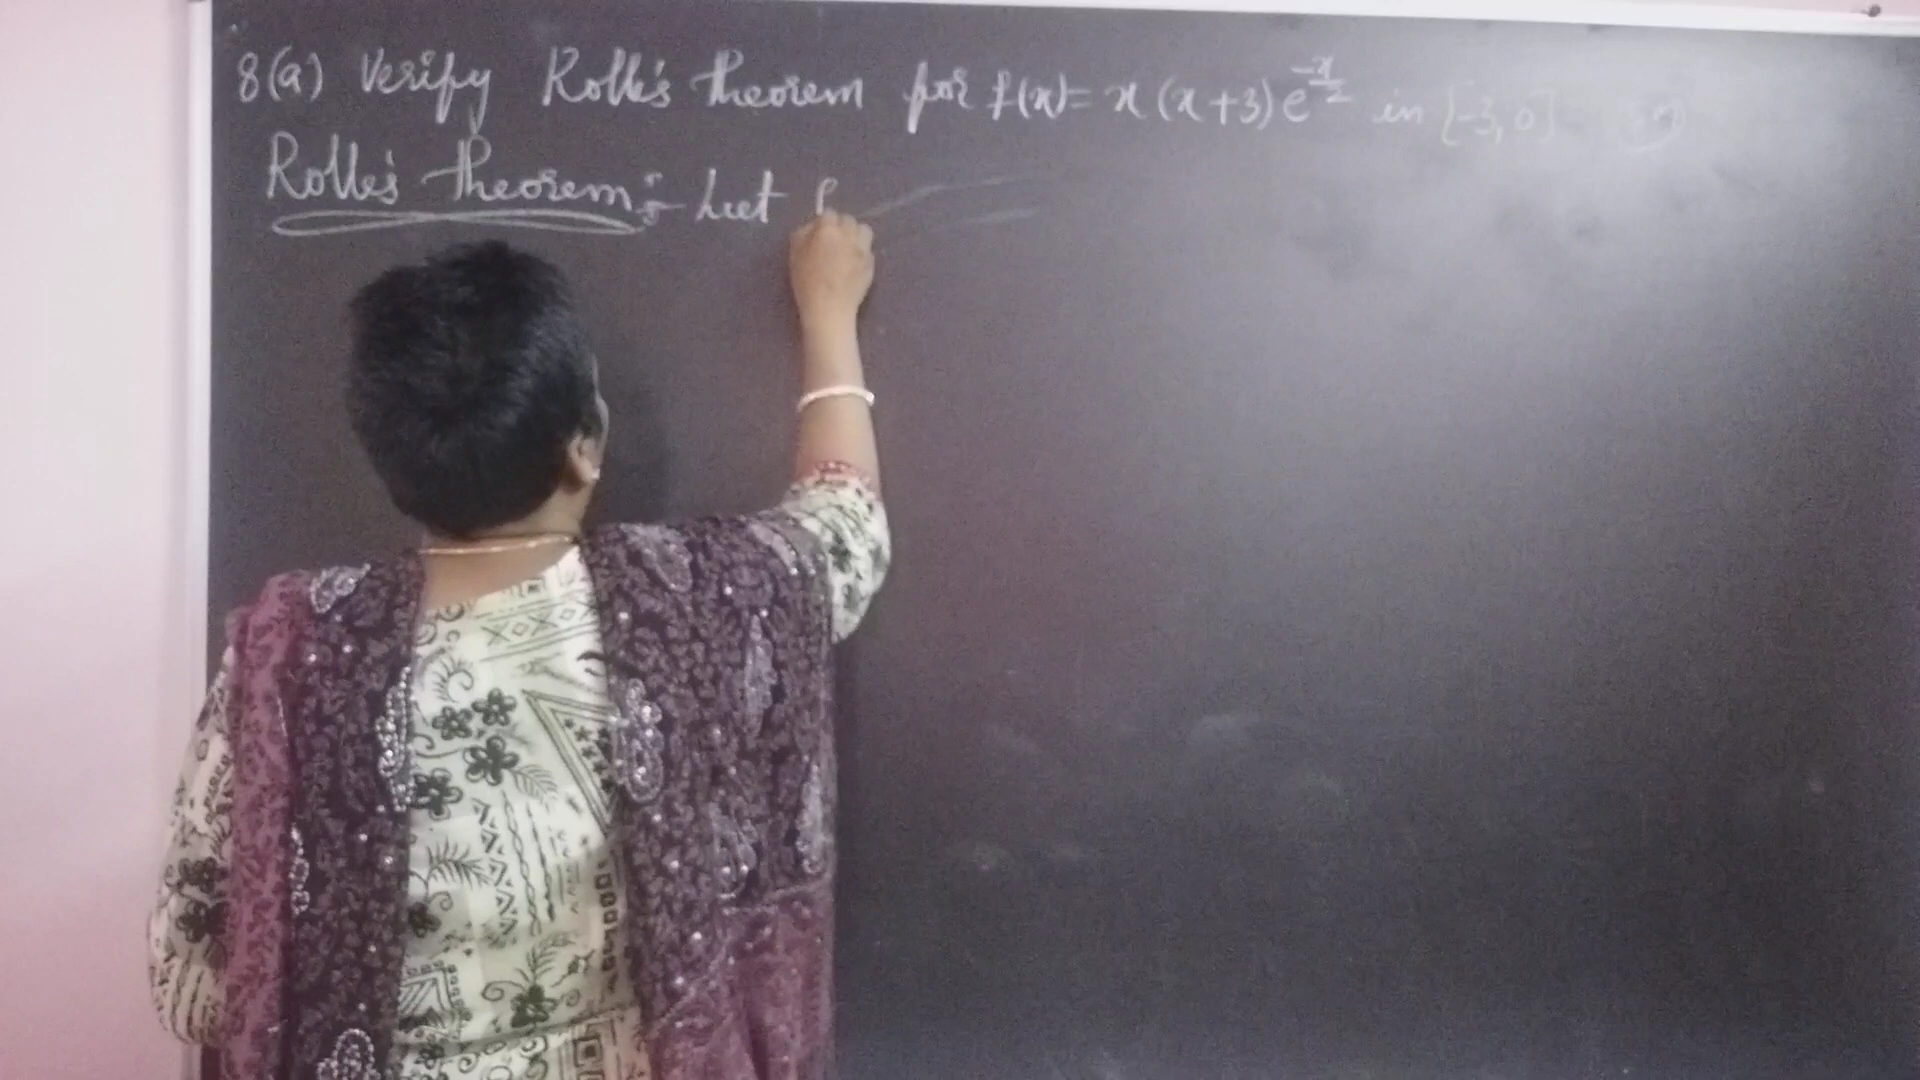 8(a) Verify Rolle's theorem for f(x)= x (x+3) e^{-x/2} in [-3, 0]
Rolle's theorem :- Let f